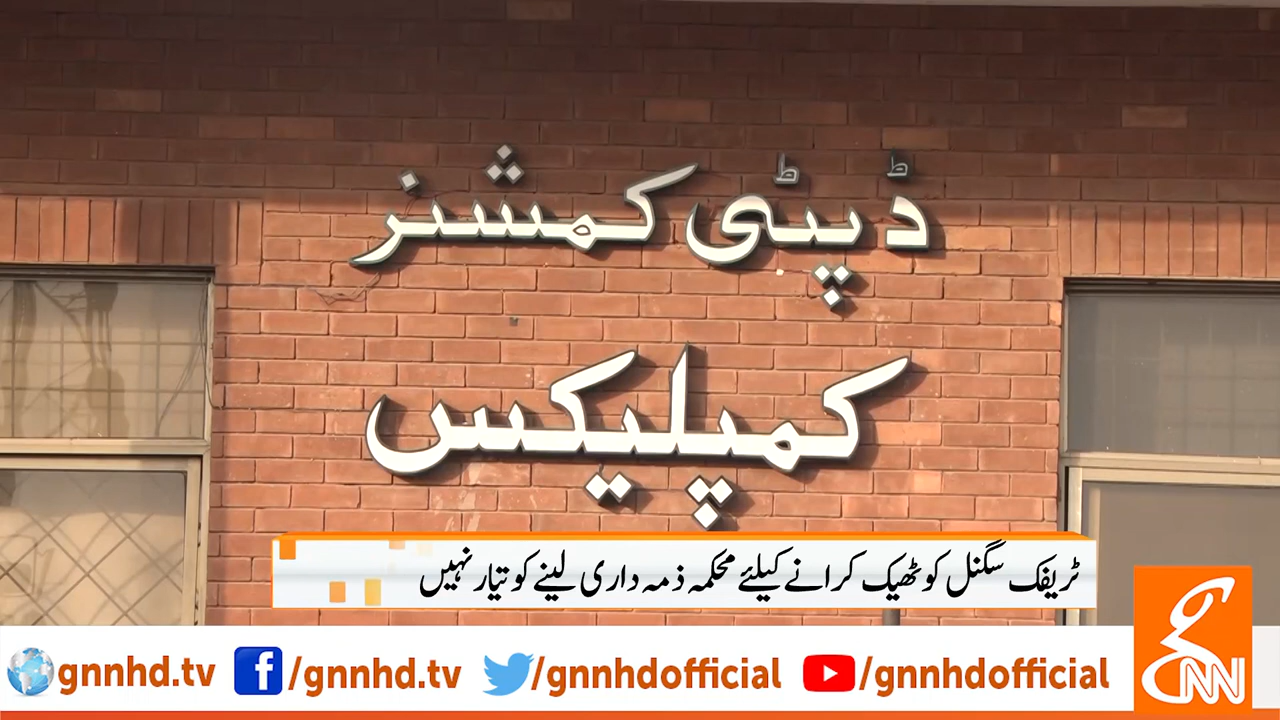 ڈپٹی کمشنر
کمپلیکس
ٹریفک سگنل کو ٹھیک کرانے کیلئے محکمہ ذمہ داری لینے کو تیار نہیں
GNN
gnnhd.tv
/gnnhd.tv
/gnnhdofficial
/gnnhdofficial